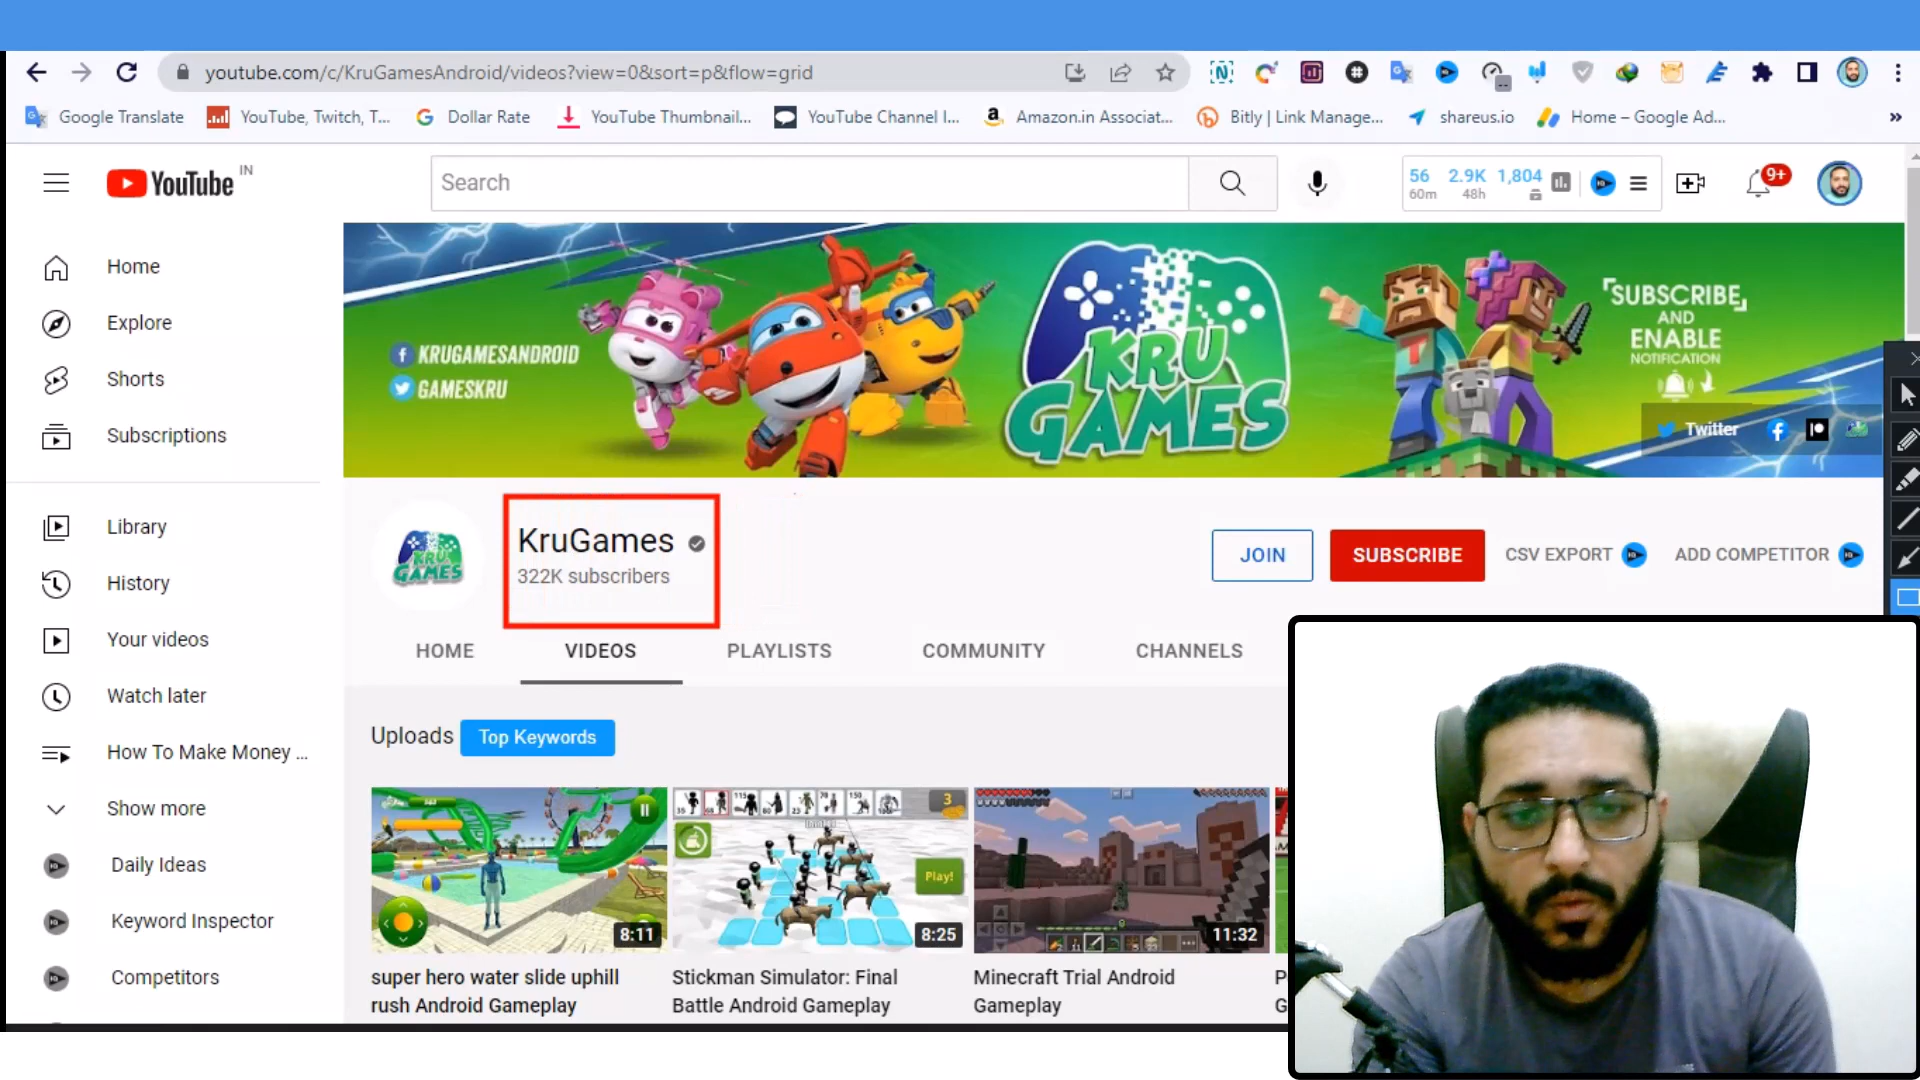 youtube.com/c/KruGamesAndroid/videos?view=0&sort=p&flow=grid
Google Translate
YouTube, Twitch, T...
Dollar Rate
YouTube Thumbnail...
YouTube Channel I...
Amazon.in Associat...
Bitly | Link Manage...
shareus.io
Home – Google Ad...
»
YouTube IN
Search
56 2.9K 1,804
60m 48h
9+
Home
Explore
Shorts
Subscriptions
Library
History
Your videos
Watch later
How To Make Money ...
Show more
Daily Ideas
Keyword Inspector
Competitors
KRUGAMESANDROID
GAMESKRU
KRU
GAMES
SUBSCRIBE
AND
ENABLE
NOTIFICATION
Twitter
KRU
GAMES
KruGames
322K subscribers
JOIN
SUBSCRIBE
CSV EXPORT
ADD COMPETITOR
HOME
VIDEOS
PLAYLISTS
COMMUNITY
CHANNELS
Uploads
Top Keywords
8:11
3
Play!
8:25
11:32
super hero water slide uphill
rush Android Gameplay
Stickman Simulator: Final
Battle Android Gameplay
Minecraft Trial Android
Gameplay
P
G